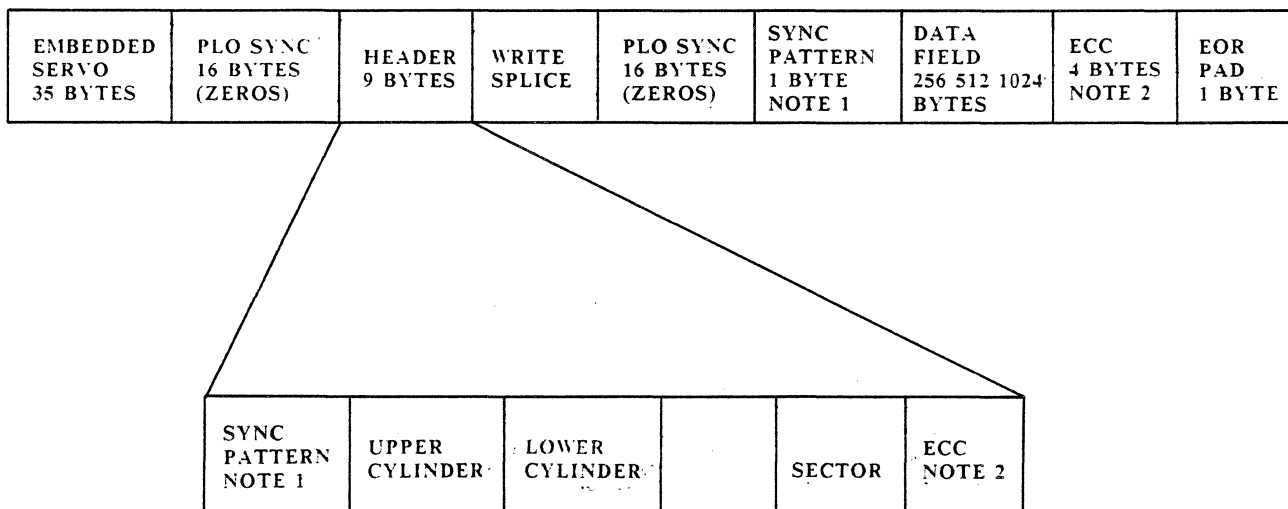 EMBEDDED
SERVO
35 BYTES
PLO SYNC
16 BYTES
(ZEROS)
HEADER
9 BYTES
WRITE
SPLICE
PLO SYNC
16 BYTES
(ZEROS)
SYNC
PATTERN
1 BYTE
NOTE 1
DATA
FIELD
256 512 1024
BYTES
ECC
4 BYTES
NOTE 2
EOR
PAD
1 BYTE
SYNC
PATTERN
NOTE 1
UPPER
CYLINDER
LOWER
CYLINDER
SECTOR
ECC
NOTE 2